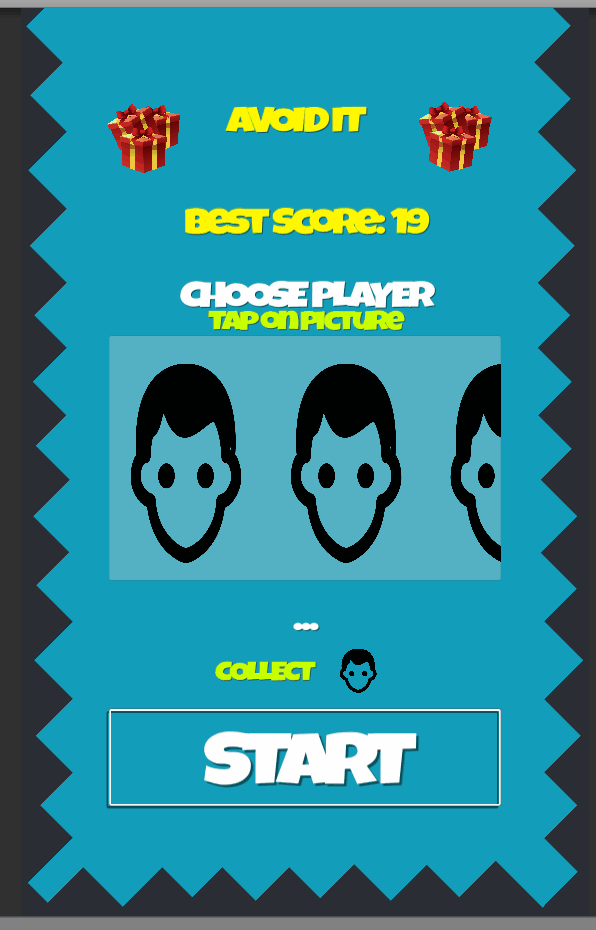 AVOID IT
BEST SCORE: 19
CHOOSE PLAYER
TAP ON PICTURE
...
COLLECT
START